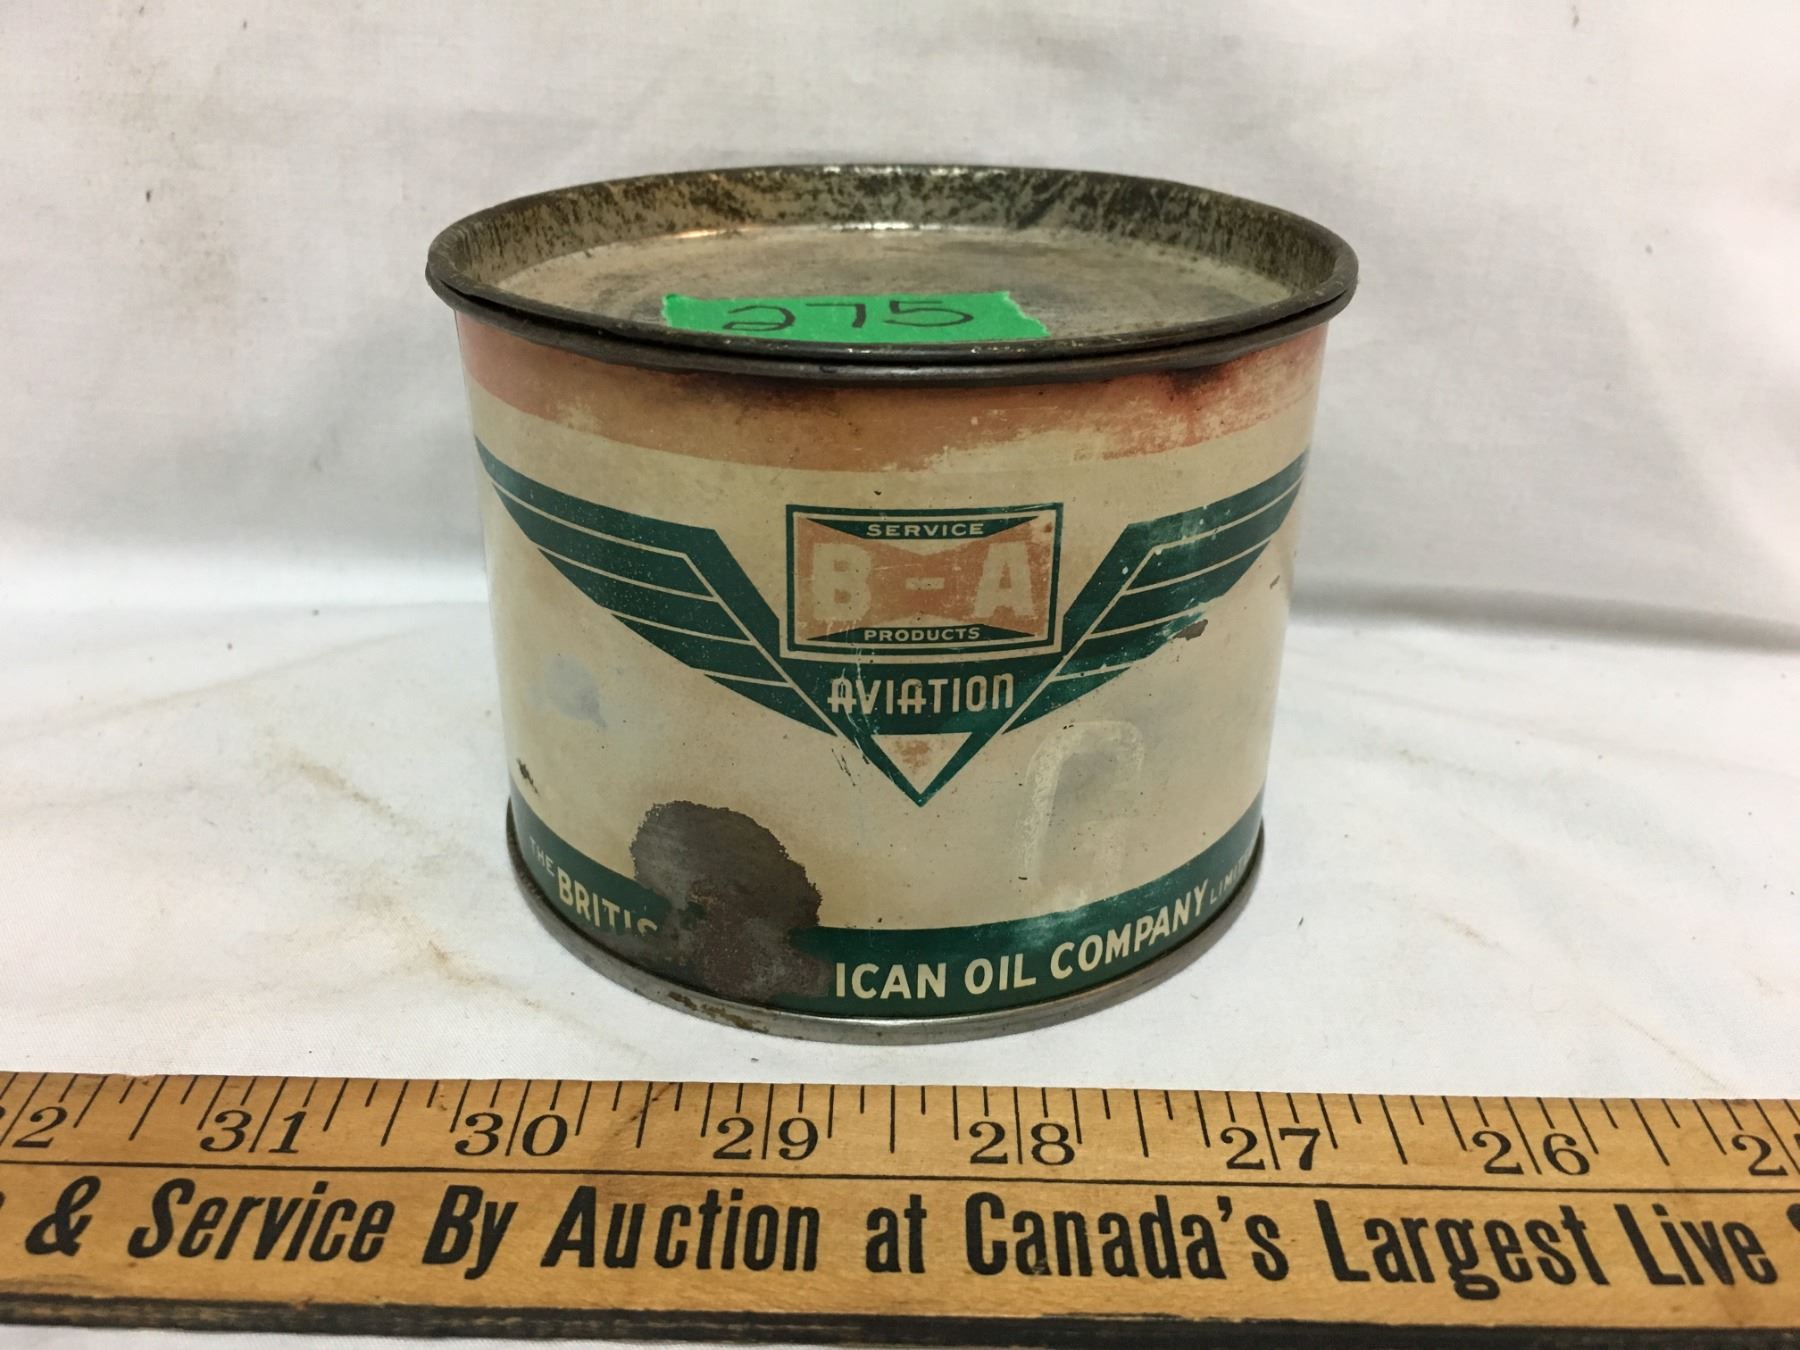 275
SERVICE
B-A
PRODUCTS
AVIATION
G
THE BRITIS ICAN OIL COMPANY LIMIT
31 30 29 28 27 26
& Service By Auction at Canada's Largest Live